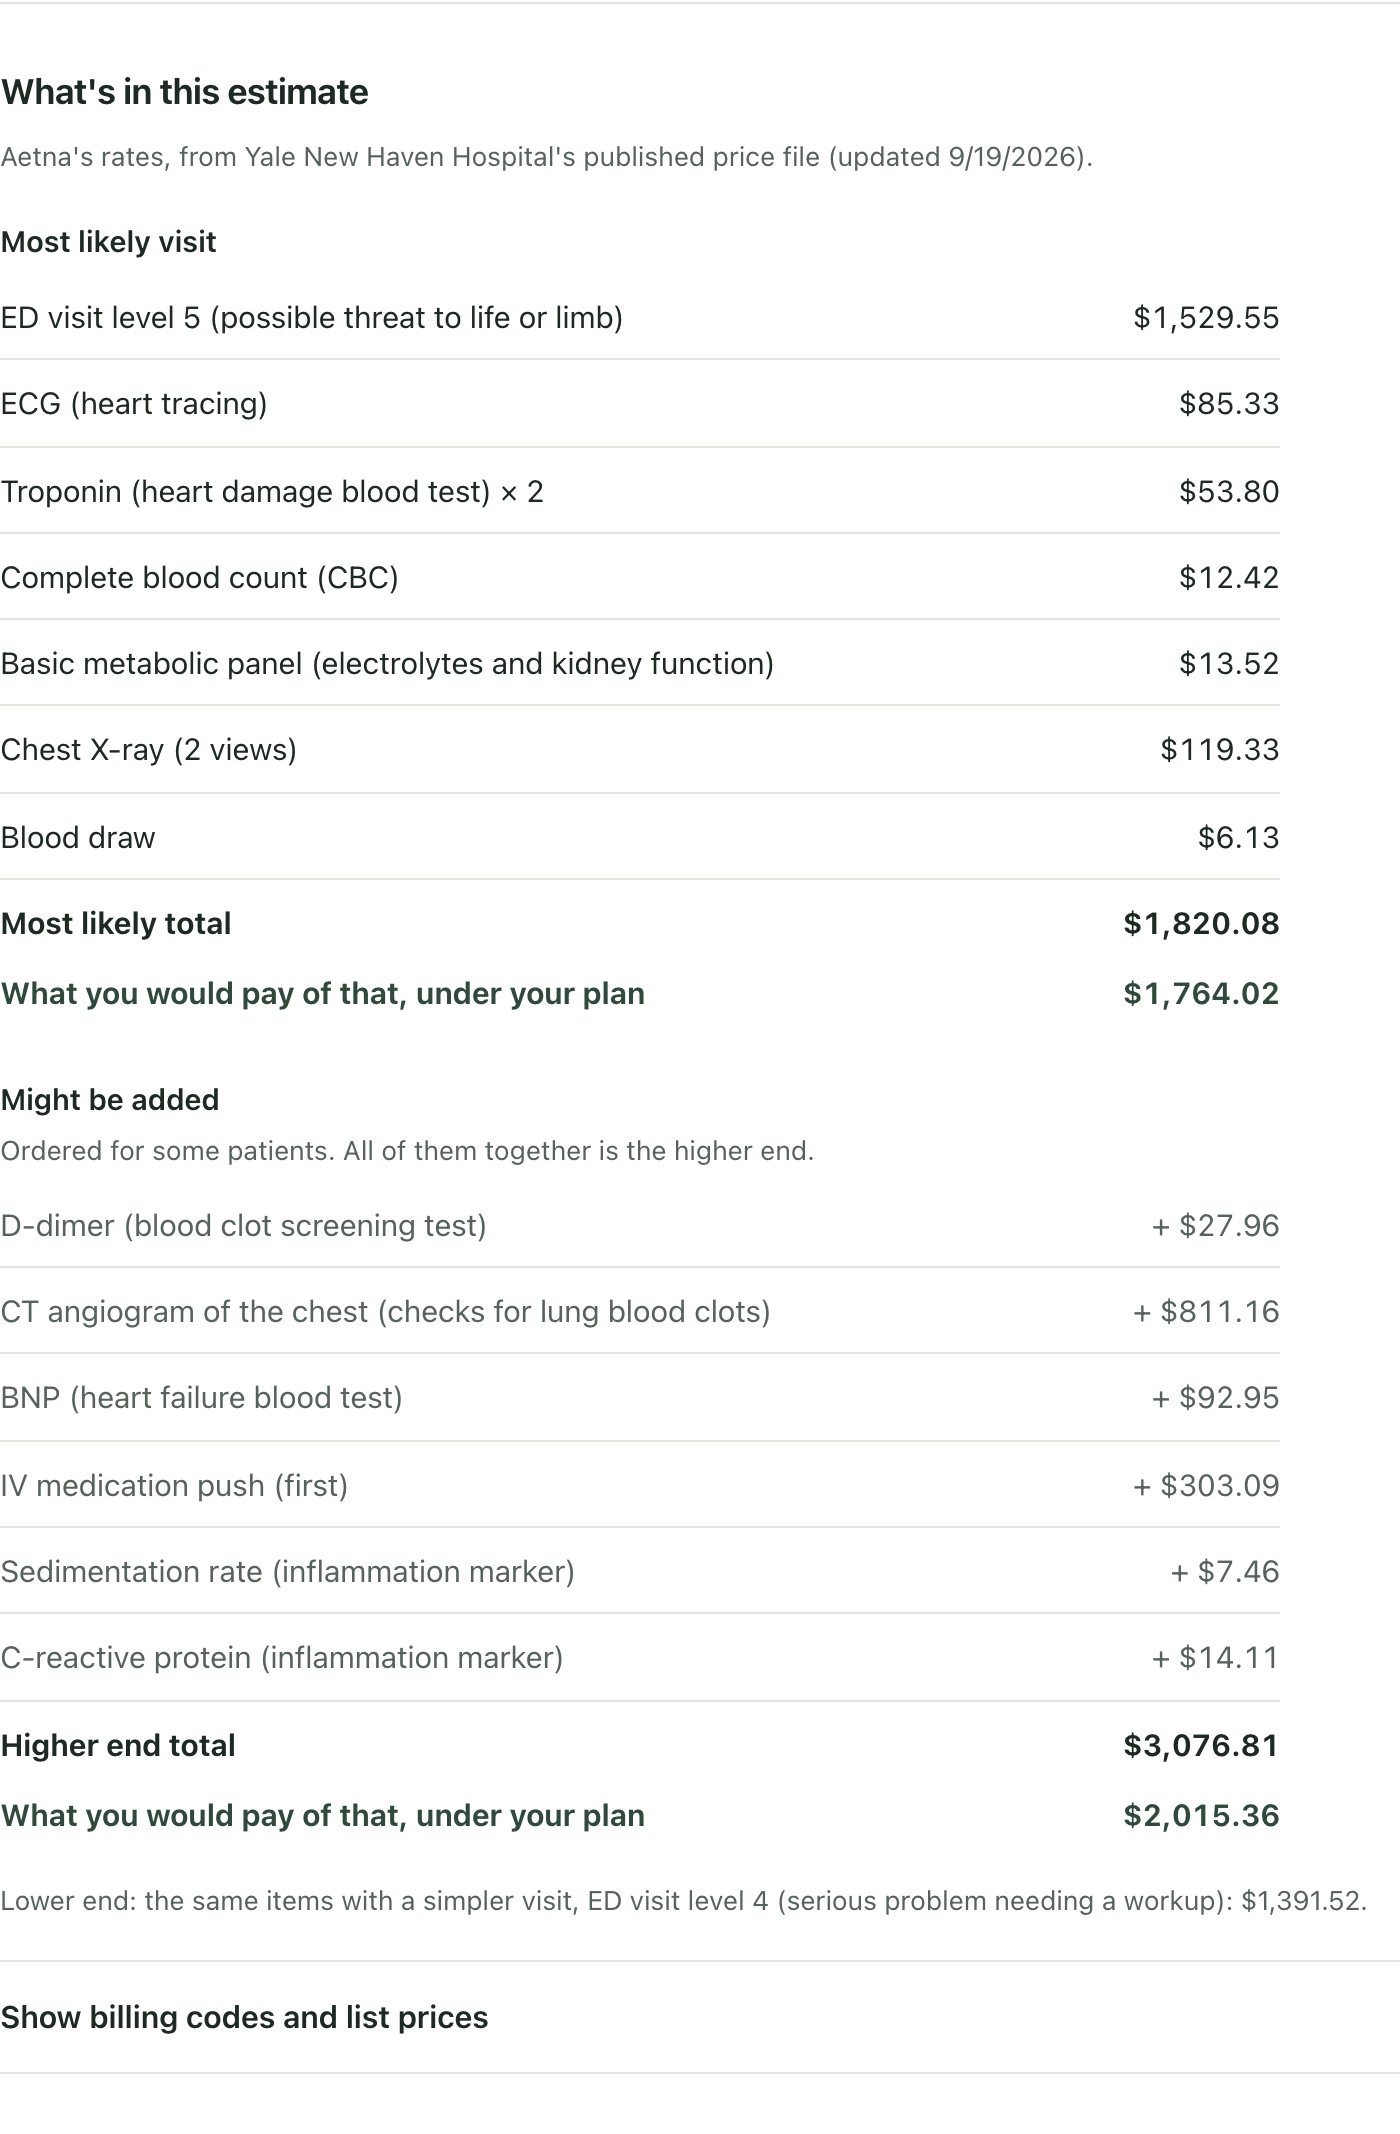 What's in this estimate
Aetna's rates, from Yale New Haven Hospital's published price file (updated 9/19/2026).
Most likely visit
ED visit level 5 (possible threat to life or limb) $1,529.55
ECG (heart tracing) $85.33
Troponin (heart damage blood test) × 2 $53.80
Complete blood count (CBC) $12.42
Basic metabolic panel (electrolytes and kidney function) $13.52
Chest X-ray (2 views) $119.33
Blood draw $6.13
Most likely total $1,820.08
What you would pay of that, under your plan $1,764.02
Might be added
Ordered for some patients. All of them together is the higher end.
D-dimer (blood clot screening test) + $27.96
CT angiogram of the chest (checks for lung blood clots) + $811.16
BNP (heart failure blood test) + $92.95
IV medication push (first) + $303.09
Sedimentation rate (inflammation marker) + $7.46
C-reactive protein (inflammation marker) + $14.11
Higher end total $3,076.81
What you would pay of that, under your plan $2,015.36
Lower end: the same items with a simpler visit, ED visit level 4 (serious problem needing a workup): $1,391.52.
Show billing codes and list prices